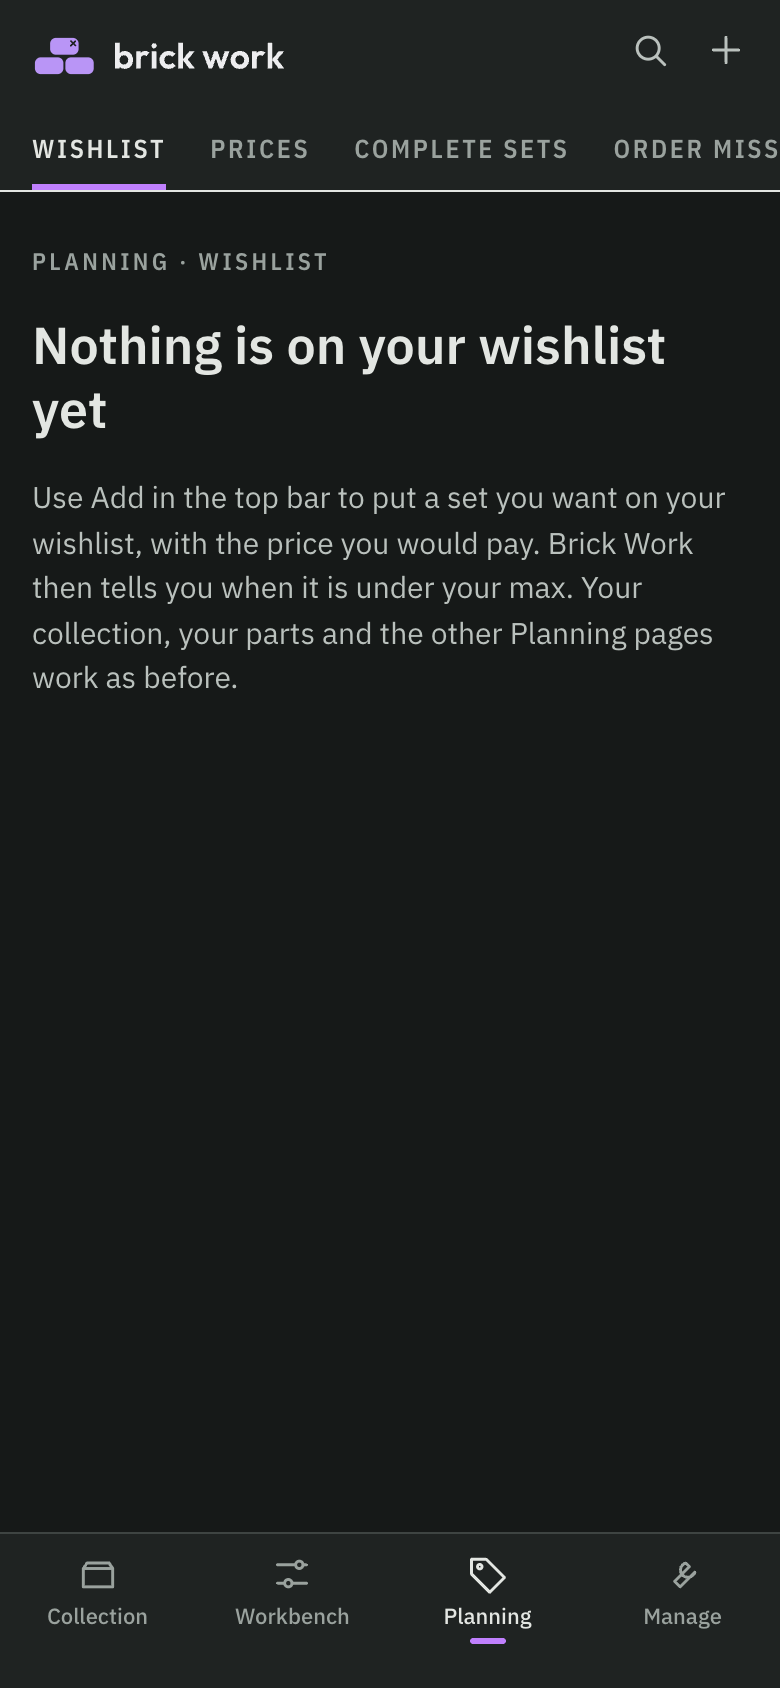 brick work
WISHLIST PRICES COMPLETE SETS ORDER MISS
PLANNING · WISHLIST
Nothing is on your wishlist
yet
Use Add in the top bar to put a set you want on your
wishlist, with the price you would pay. Brick Work
then tells you when it is under your max. Your
collection, your parts and the other Planning pages
work as before.
Collection Workbench Planning Manage